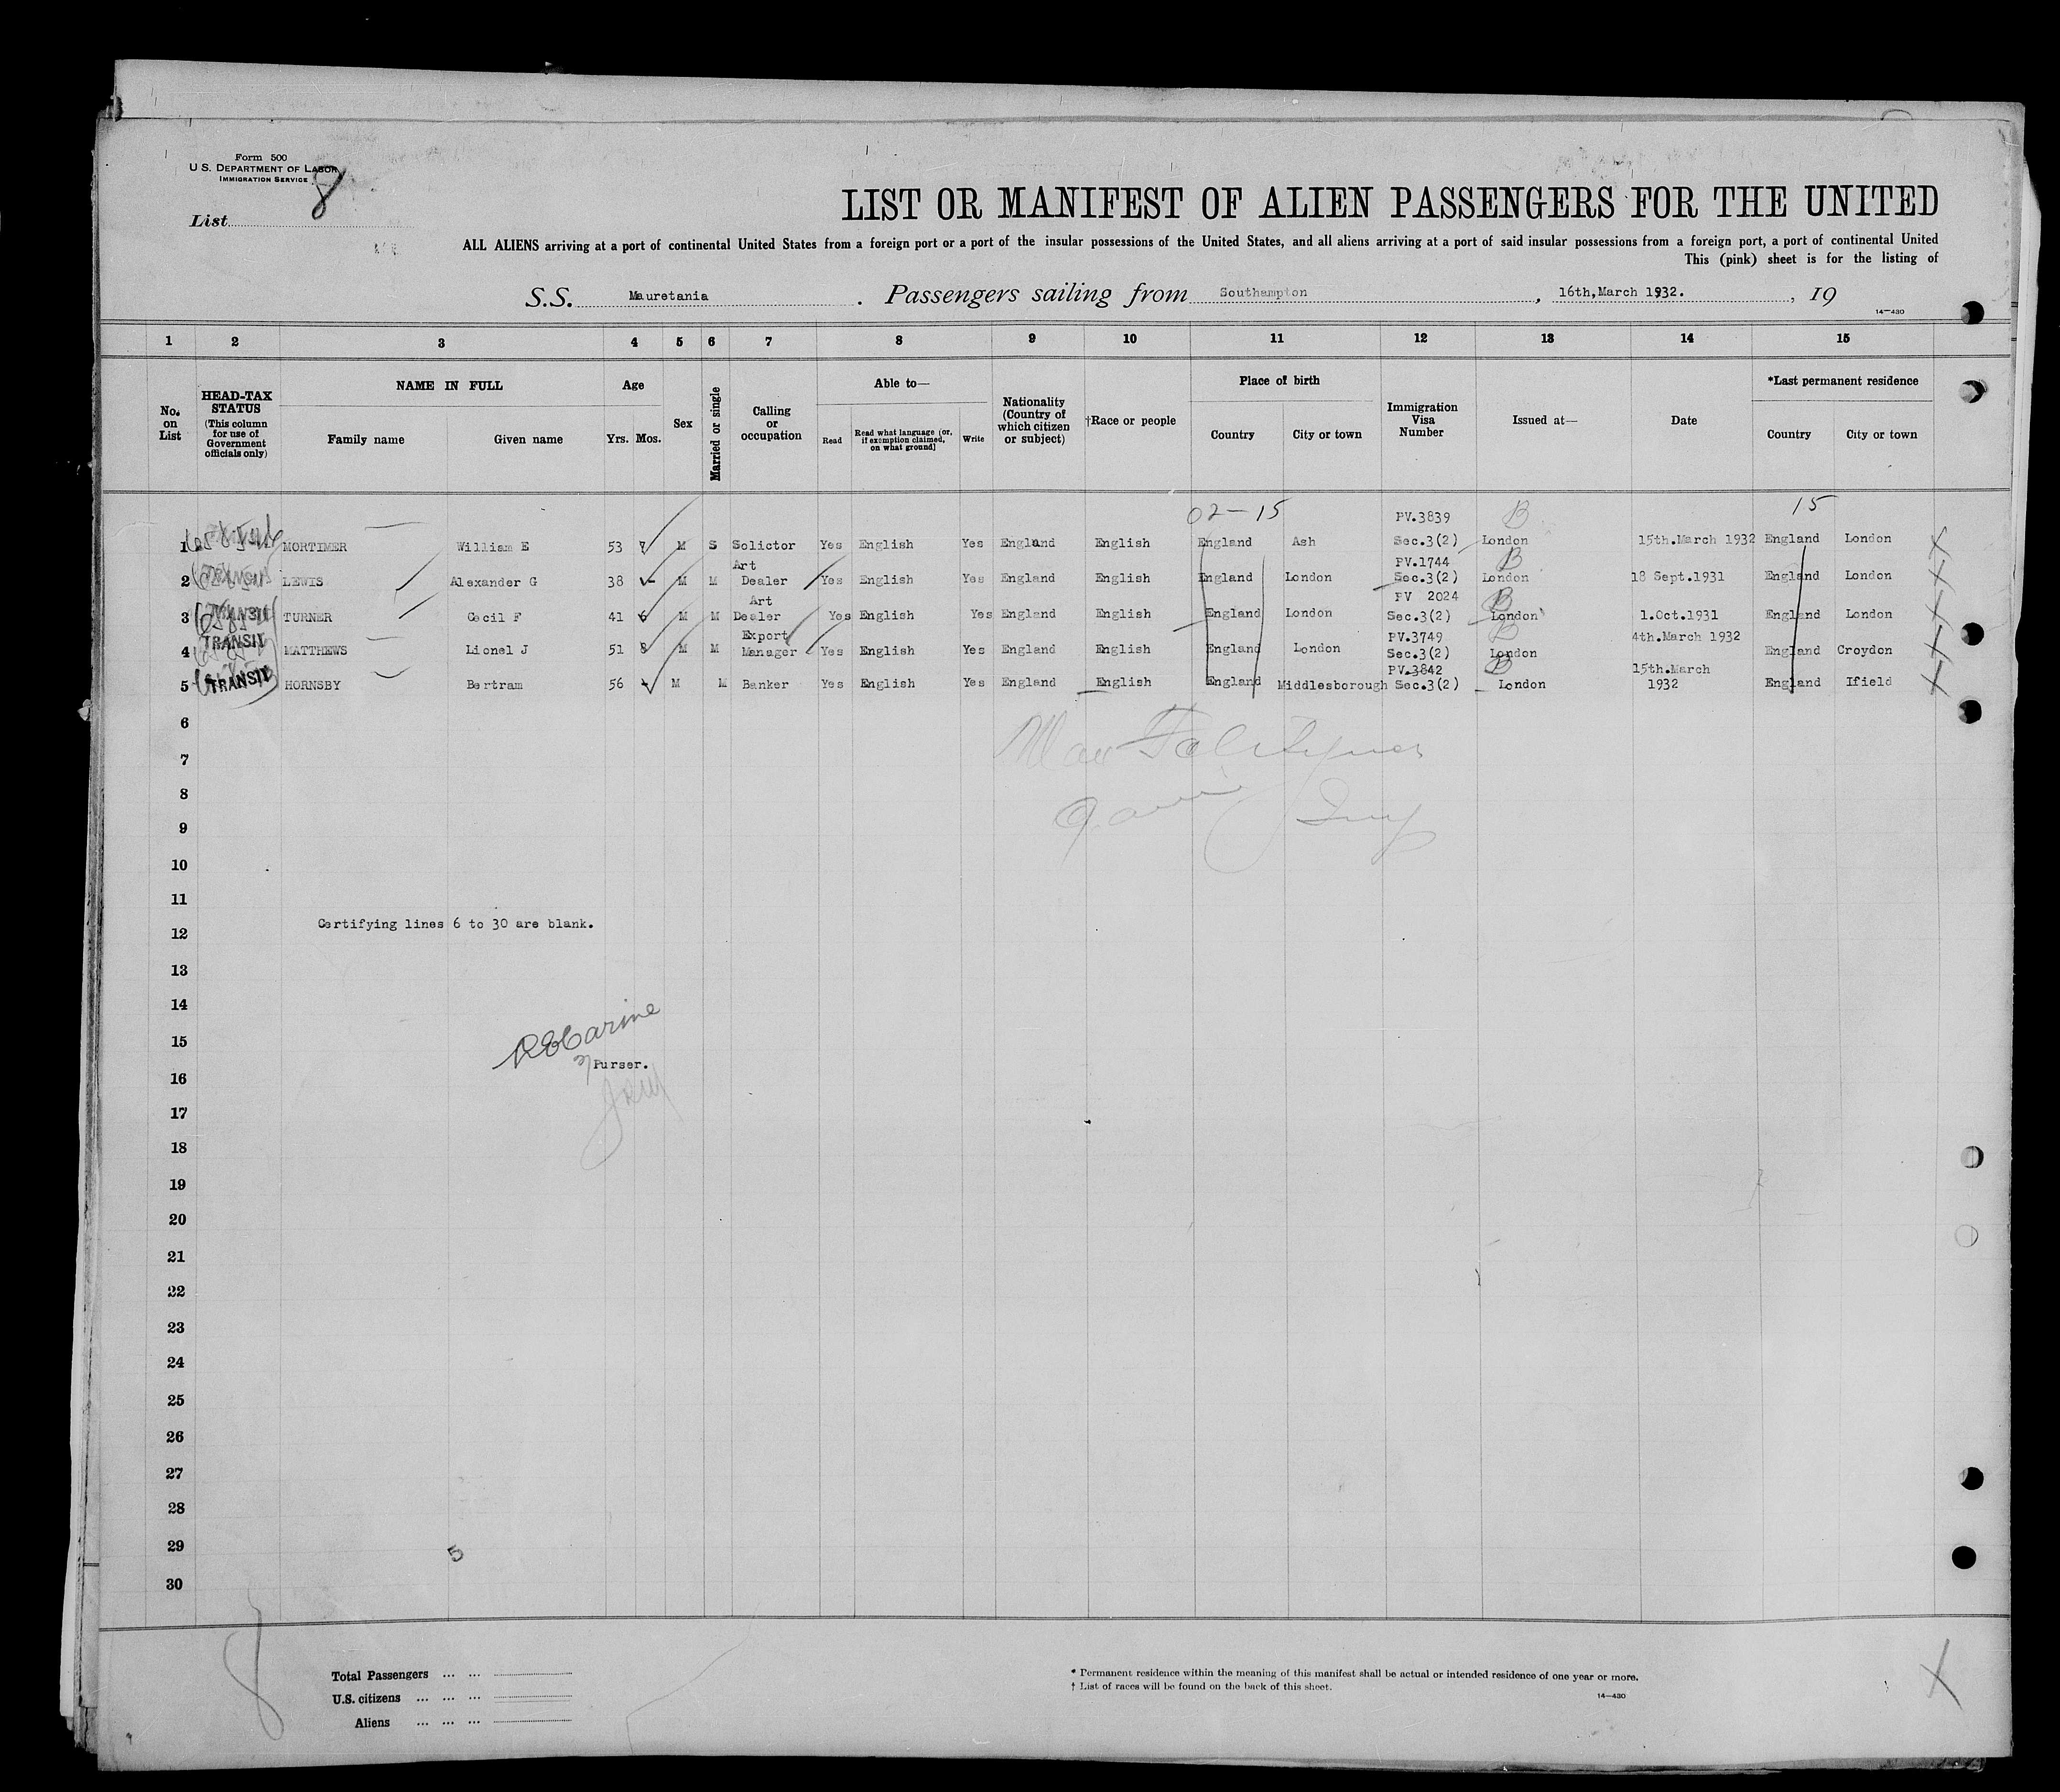 Form 500
U. S. DEPARTMENT OF LABOR
IMMIGRATION SERVICE
8
List
LIST OR MANIFEST OF ALIEN PASSENGERS FOR THE UNITED
ALL ALIENS arriving at a port of continental United States from a foreign port or a port of the insular possessions of the United States, and all aliens arriving at a port of said insular possessions from a foreign port, a port of continental United
This (pink) sheet is for the listing of
S.S. Mauretania . Passengers sailing from Southampton , 16th,March 1932. , 19
14—430
1 2 3 4 5 6 7 8 9 10 11 12 13 14 15
No. on List
HEAD-TAX STATUS (This column for use of Government officials only)
NAME IN FULL
Family name Given name
Age
Yrs. Mos.
Sex
Married or single
Calling or occupation
Able to—
Read Read what language (or, if exemption claimed, on what ground) Write
Nationality (Country of which citizen or subject)
†Race or people
Place of birth
Country City or town
Immigration Visa Number
Issued at—
Date
*Last permanent residence
Country City or town
02-15 PV.3839 B 15
1 MORTIMER William E 53 7 M S Solictor Yes English Yes England English England Ash Sec.3(2) London 15th.March 1932 England London X
Art PV.1744 B
2 LEWIS Alexander G 38 M M Dealer Yes English Yes England English England London Sec.3(2) London 18 Sept.1931 England London X
Art PV 2024 B
3 TRANSIT TURNER Cecil F 41 6 M M Dealer Yes English Yes England English England London Sec.3(2) London 1.Oct.1931 England London X
Export PV.3749 B 4th.March 1932
4 TRANSIT MATTHEWS Lionel J 51 8 M M Manager Yes English Yes England English England London Sec.3(2) London England Croydon X
PV.3842 B 15th.March
5 TRANSIT HORNSBY Bertram 56 M M Banker Yes English Yes England English England Middlesborough Sec.3(2) London 1932 England Ifield X
6
7
8
9
10
11
Certifying lines 6 to 30 are blank.
12
13
14
15
Purser.
16
17
18
19
20
21
22
23
24
25
26
27
28
29
5
30
8
Total Passengers ... ...
U.S. citizens ... ... ...
Aliens ... ... ...
* Permanent residence within the meaning of this manifest shall be actual or intended residence of one year or more.
† List of races will be found on the back of this sheet.
14—430
X